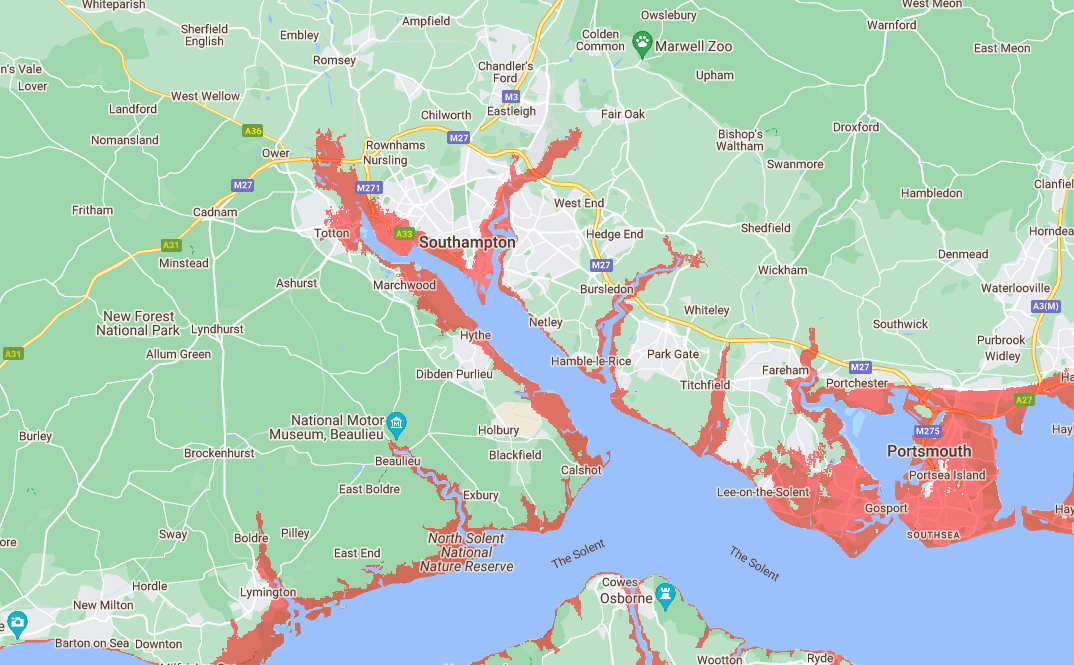 Whiteparish
Sherfield
English
Embley
Ampfield
Owslebury
West Meon
Warnford
Colden
Common
Marwell Zoo
East Meon
n's Vale
Lover
Romsey
Chandler's
Ford
Upham
West Wellow
Landford
M3
Eastleigh
Chilworth
Fair Oak
Nomansland
A36
M27
Droxford
Bishop's
Waltham
Ower
Rownhams
Nursling
Swanmore
M27
M271
Clanfiel
Hambledon
West End
Fritham
Cadnam
Totton
A33
Southampton
Hedge End
Shedfield
Horndea
A31
Minstead
M27
Denmead
Wickham
Ashurst
Marchwood
Bursledon
Waterlooville
A3(M)
New Forest
National Park
Lyndhurst
Netley
Whiteley
Southwick
Hythe
Purbrook
Widley
A31
Allum Green
Hamble-le-Rice
Park Gate
M27
Dibden Purlieu
Titchfield
Fareham
Portchester
Ha
A27
National Motor
Museum, Beaulieu
Holbury
M275
Hayl
Burley
Brockenhurst
Beaulieu
Blackfield
Calshot
Portsmouth
Portsea Island
East Boldre
Exbury
Lee-on-the-Solent
Gosport
Hay
Sway
Boldre
Pilley
North Solent
National
Nature Reserve
SOUTHSEA
ore
East End
The Solent
The Solent
Hordle
Lymington
Cowes
Osborne
New Milton
e
Barton on Sea
Downton
Wootton
Ryde